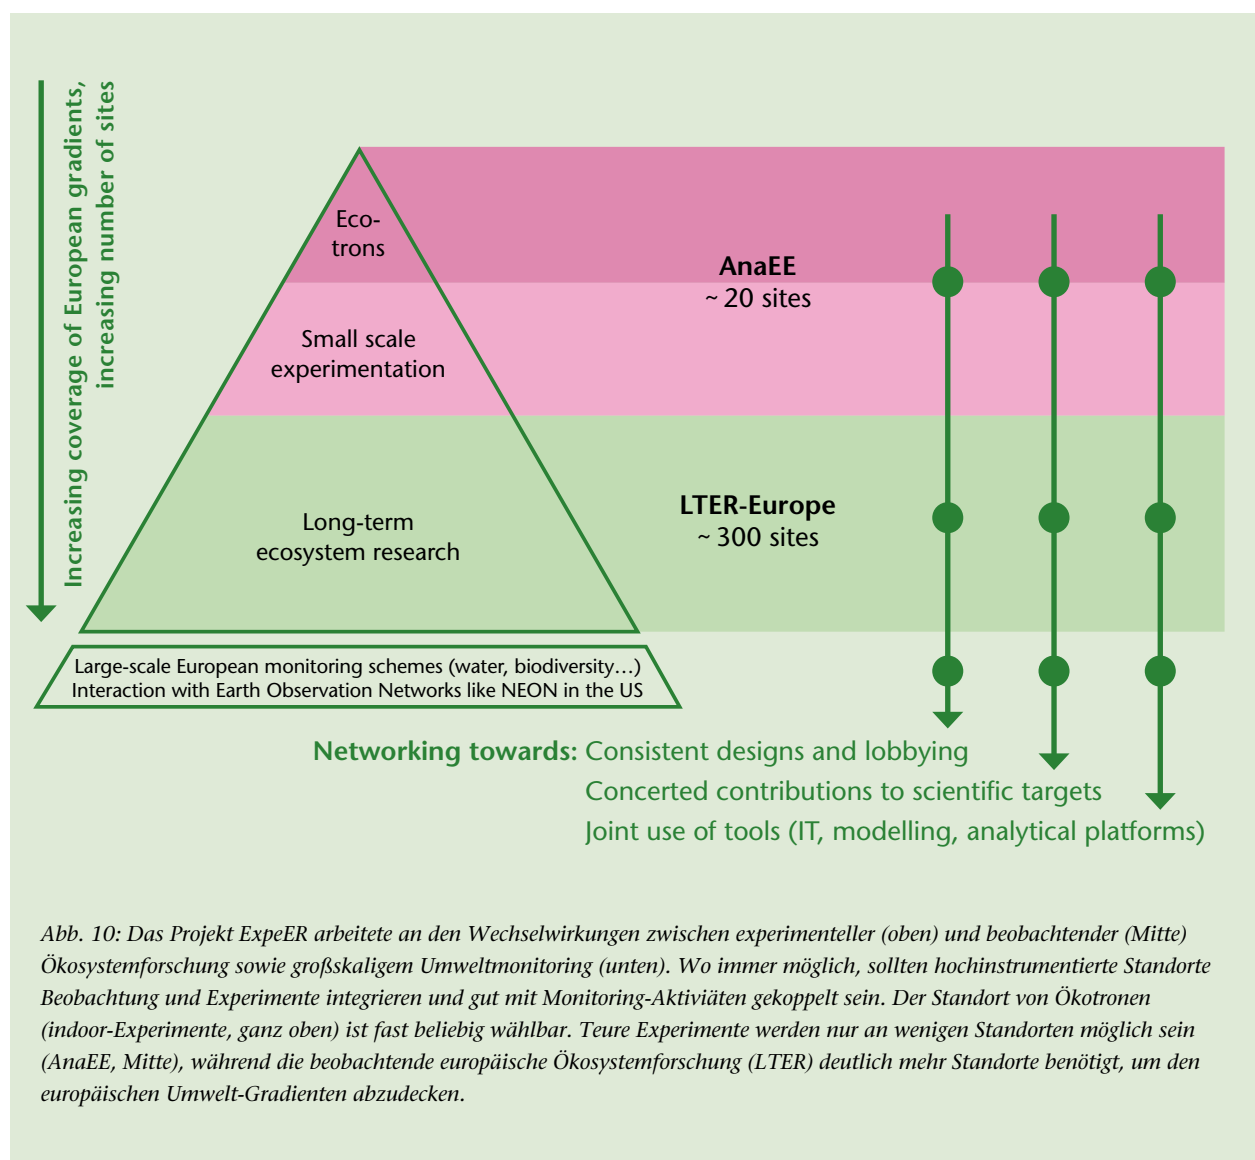 Increasing coverage of European gradients,
increasing number of sites
Eco-
trons
AnaEE
~ 20 sites
Small scale
experimentation
LTER-Europe
~ 300 sites
Long-term
ecosystem research
Large-scale European monitoring schemes (water, biodiversity…)
Interaction with Earth Observation Networks like NEON in the US
Networking towards: Consistent designs and lobbying
Concerted contributions to scientific targets
Joint use of tools (IT, modelling, analytical platforms)
Abb. 10: Das Projekt ExpeER arbeitete an den Wechselwirkungen zwischen experimenteller (oben) und beobachtender (Mitte)
Ökosystemforschung sowie großskaligem Umweltmonitoring (unten). Wo immer möglich, sollten hochinstrumentierte Standorte
Beobachtung und Experimente integrieren und gut mit Monitoring-Aktiviäten gekoppelt sein. Der Standort von Ökotronen
(indoor-Experimente, ganz oben) ist fast beliebig wählbar. Teure Experimente werden nur an wenigen Standorten möglich sein
(AnaEE, Mitte), während die beobachtende europäische Ökosystemforschung (LTER) deutlich mehr Standorte benötigt, um den
europäischen Umwelt-Gradienten abzudecken.